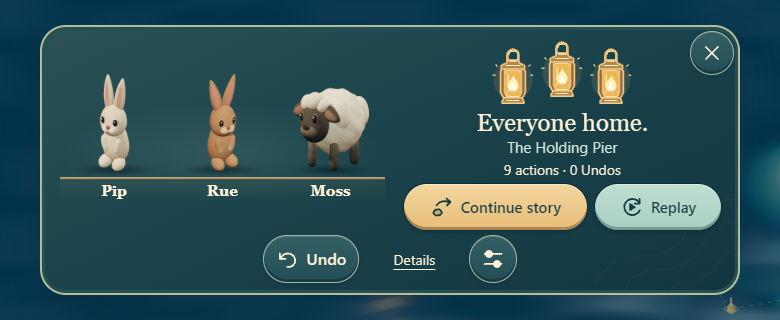 Everyone home.
The Holding Pier
9 actions · 0 Undos
Pip
Rue
Moss
Continue story
Replay
Undo
Details